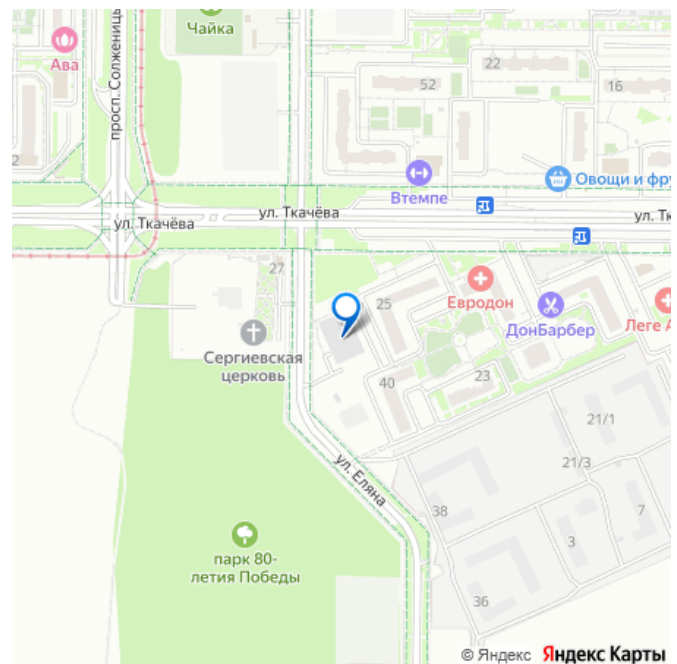 Чайка
Ава
просп. Солжениц
52
22
16
2
Втемпе
Овощи и фру
ул. Ткачёва
ул. Ткачёва
ул. Тк
27
25
Евродон
ДонБарбер
Леге А
Сергиевская
церковь
40
23
21/1
21/3
ул. Еляна
38
7
3
36
парк 80-
летия Победы
© Яндекс Яндекс Карты